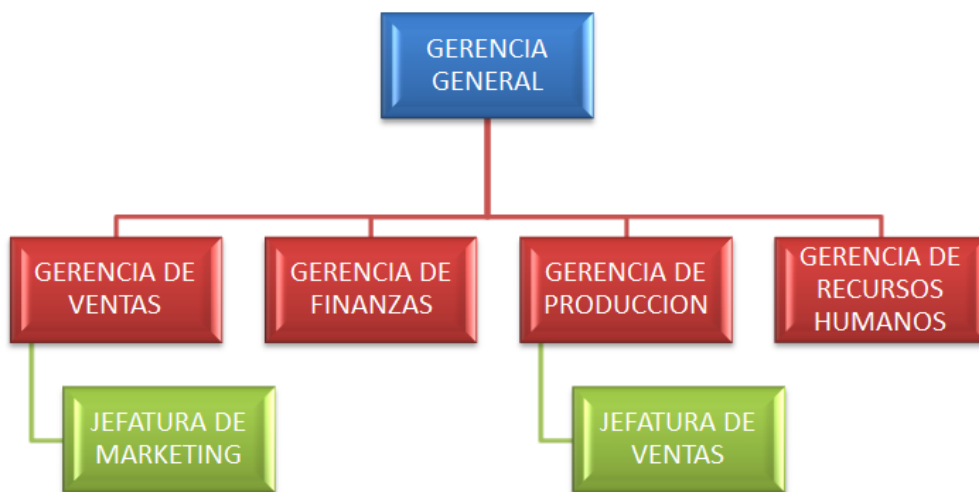 GERENCIA
GENERAL
GERENCIA DE
VENTAS
GERENCIA DE
FINANZAS
GERENCIA DE
PRODUCCION
GERENCIA DE
RECURSOS
HUMANOS
JEFATURA DE
MARKETING
JEFATURA DE
VENTAS